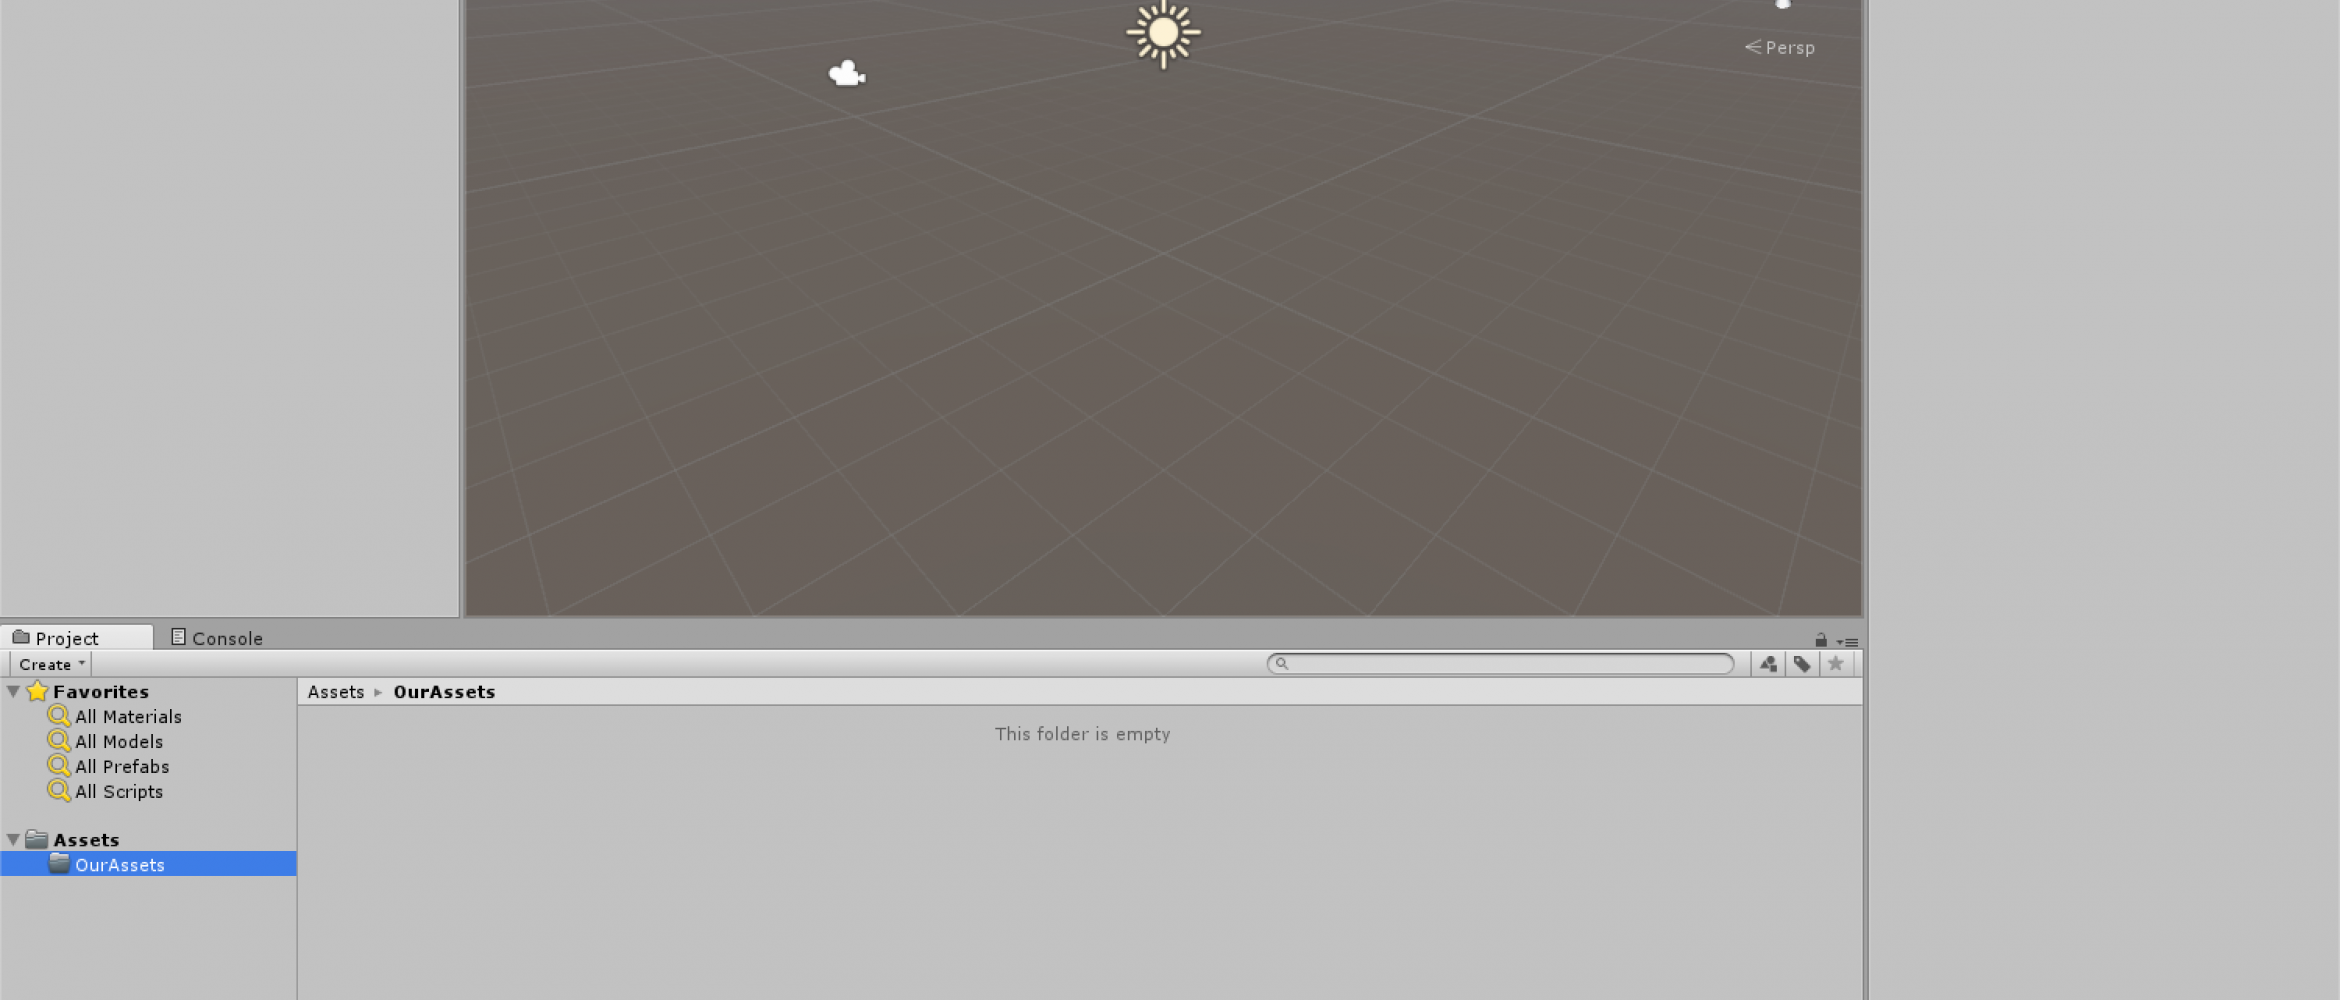 Persp
Project
Console
Create
Favorites
Assets ▸ OurAssets
All Materials
This folder is empty
All Models
All Prefabs
All Scripts
Assets
OurAssets